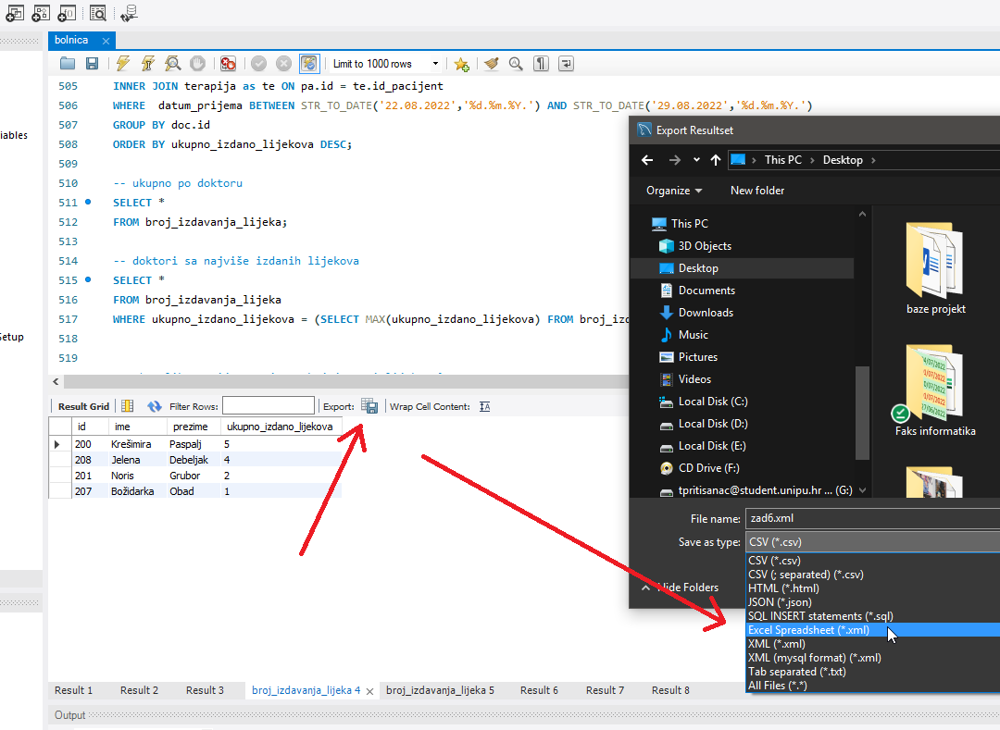 bolnica
Limit to 1000 rows
iables
Setup
505 INNER JOIN terapija as te ON pa.id = te.id_pacijent
506 WHERE datum_prijema BETWEEN STR_TO_DATE('22.08.2022','%d.%m.%Y.') AND STR_TO_DATE('29.08.2022','%d.%m.%Y.')
507 GROUP BY doc.id
508 ORDER BY ukupno_izdano_lijekova DESC;
509
510 -- ukupno po doktoru
511 SELECT *
512 FROM broj_izdavanja_lijeka;
513
514 -- doktori sa najviše izdanih lijekova
515 SELECT *
516 FROM broj_izdavanja_lijeka
517 WHERE ukupno_izdano_lijekova = (SELECT MAX(ukupno_izdano_lijekova) FROM broj_izd
518
519
Result Grid Filter Rows: Export: Wrap Cell Content:
id ime prezime ukupno_izdano_lijekova
200 Krešimira Paspalj 5
208 Jelena Debeljak 4
201 Noris Grubor 2
207 Božidarka Obad 1
Result 1 Result 2 Result 3 broj_izdavanja_lijeka 4 broj_izdavanja_lijeka 5 Result 6 Result 7 Result 8
Output
Export Resultset
This PC Desktop
Organize New folder
This PC
3D Objects
Desktop
Documents
Downloads
Music
Pictures
Videos
Local Disk (C:)
Local Disk (D:)
Local Disk (E:)
CD Drive (F:)
tpritisanac@student.unipu.hr ... (G:)
baze projekt
Faks informatika
File name: zad6.xml
Save as type: CSV (*.csv)
CSV (*.csv)
CSV (; separated) (*.csv)
HTML (*.html)
JSON (*.json)
SQL INSERT statements (*.sql)
Excel Spreadsheet (*.xml)
XML (*.xml)
XML (mysql format) (*.xml)
Tab separated (*.txt)
All Files (*.*)
Hide Folders